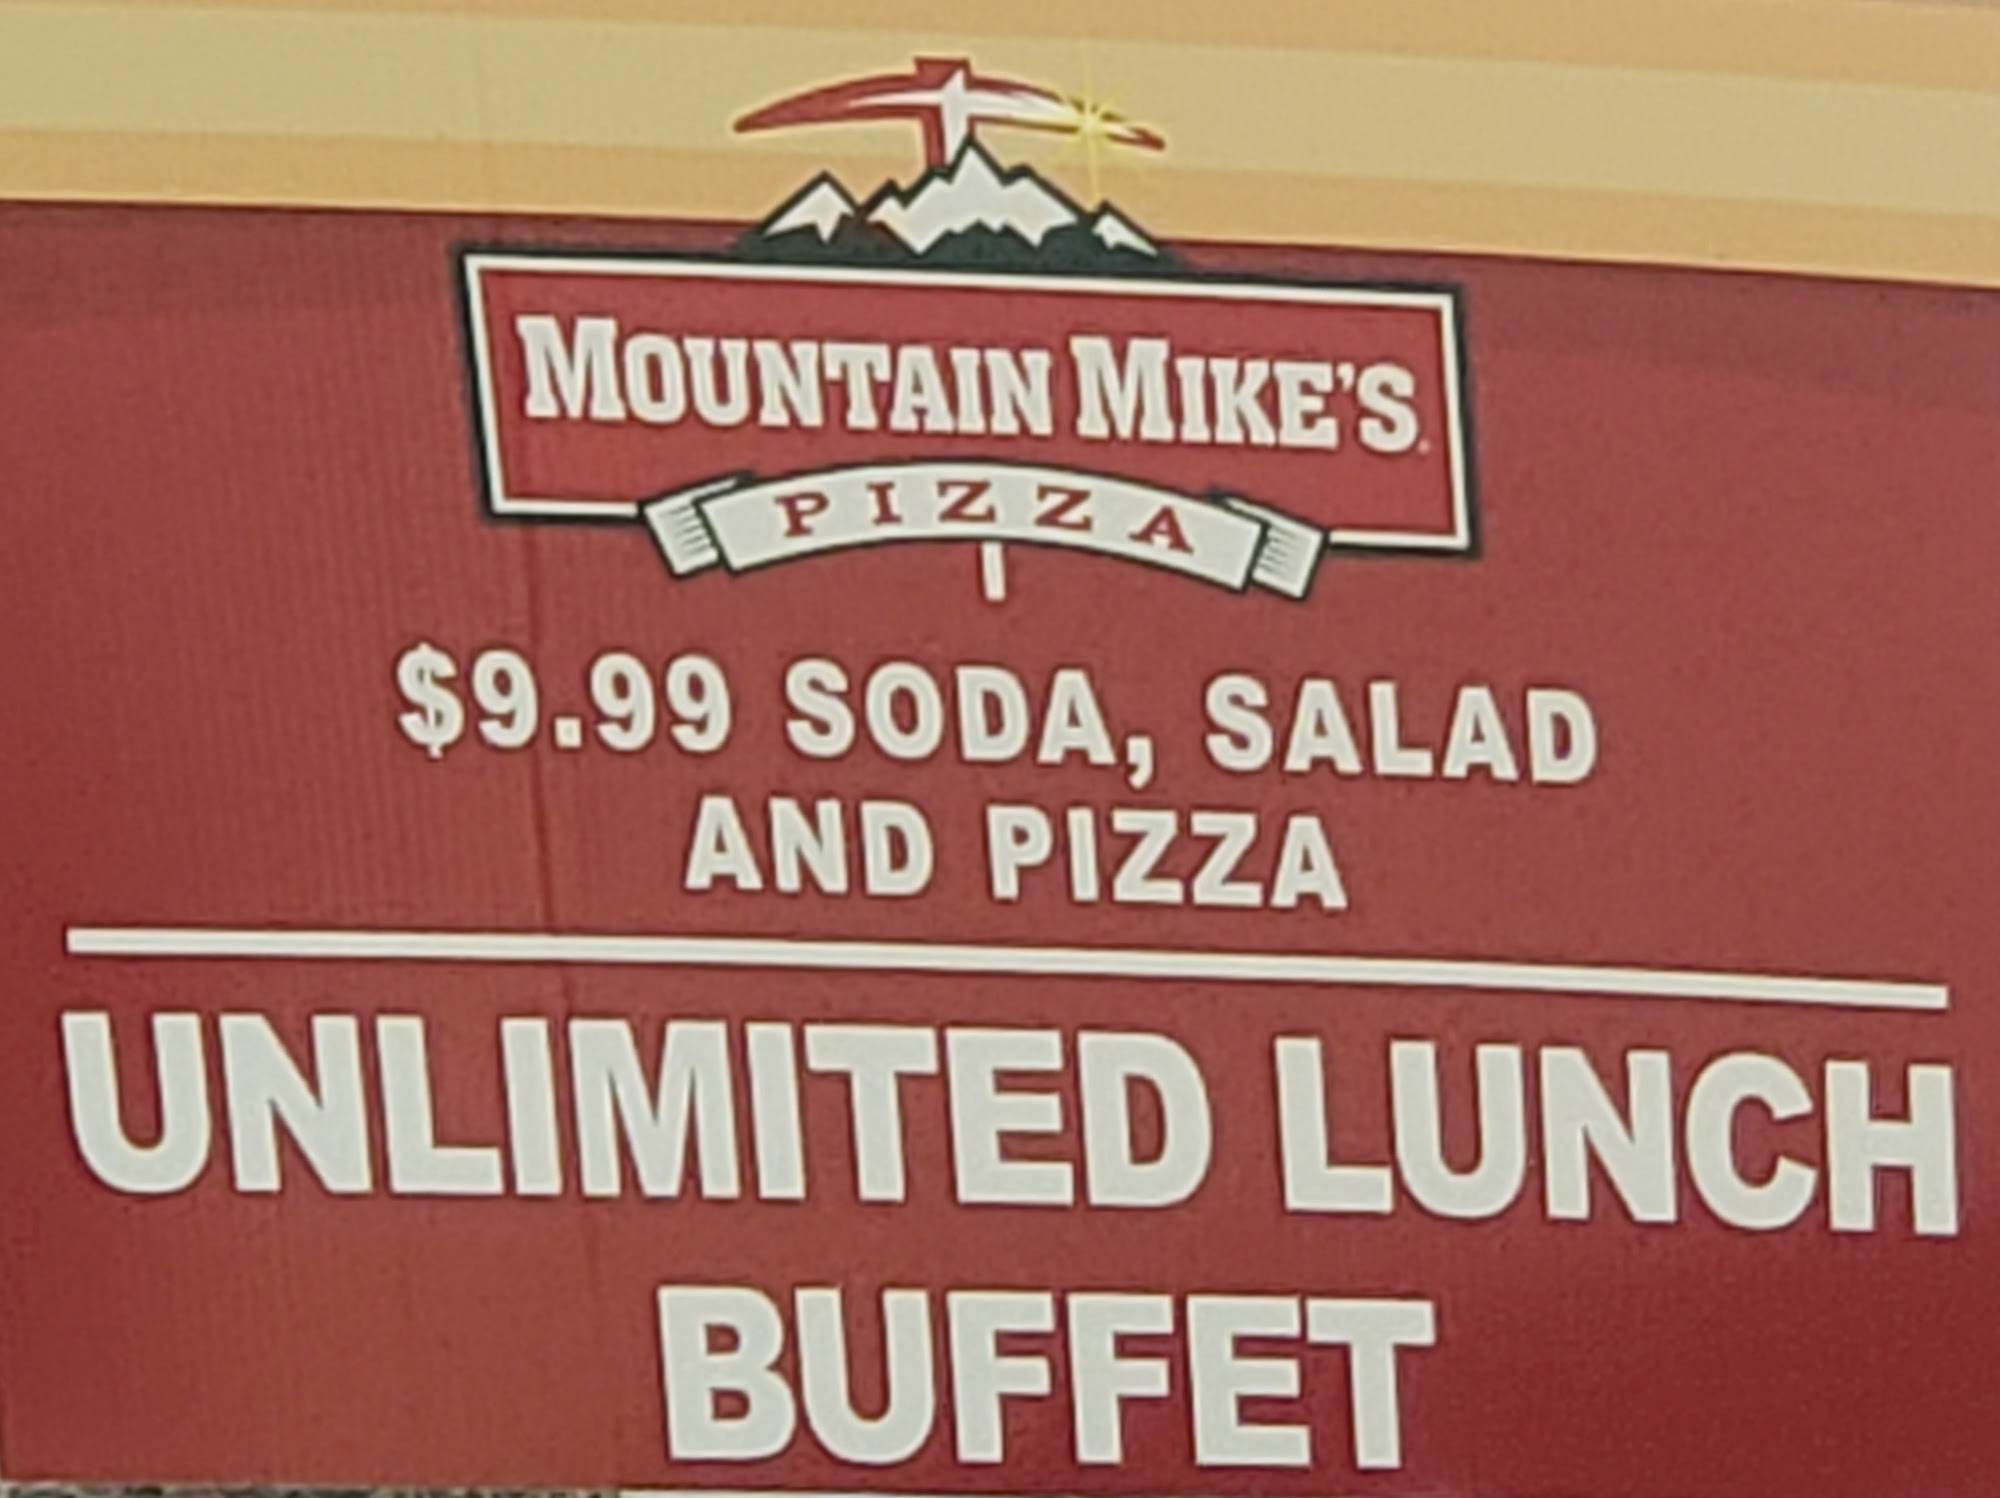 MOUNTAIN MIKE'S
PIZZA
$9.99 SODA, SALAD
AND PIZZA
UNLIMITED LUNCH
BUFFET